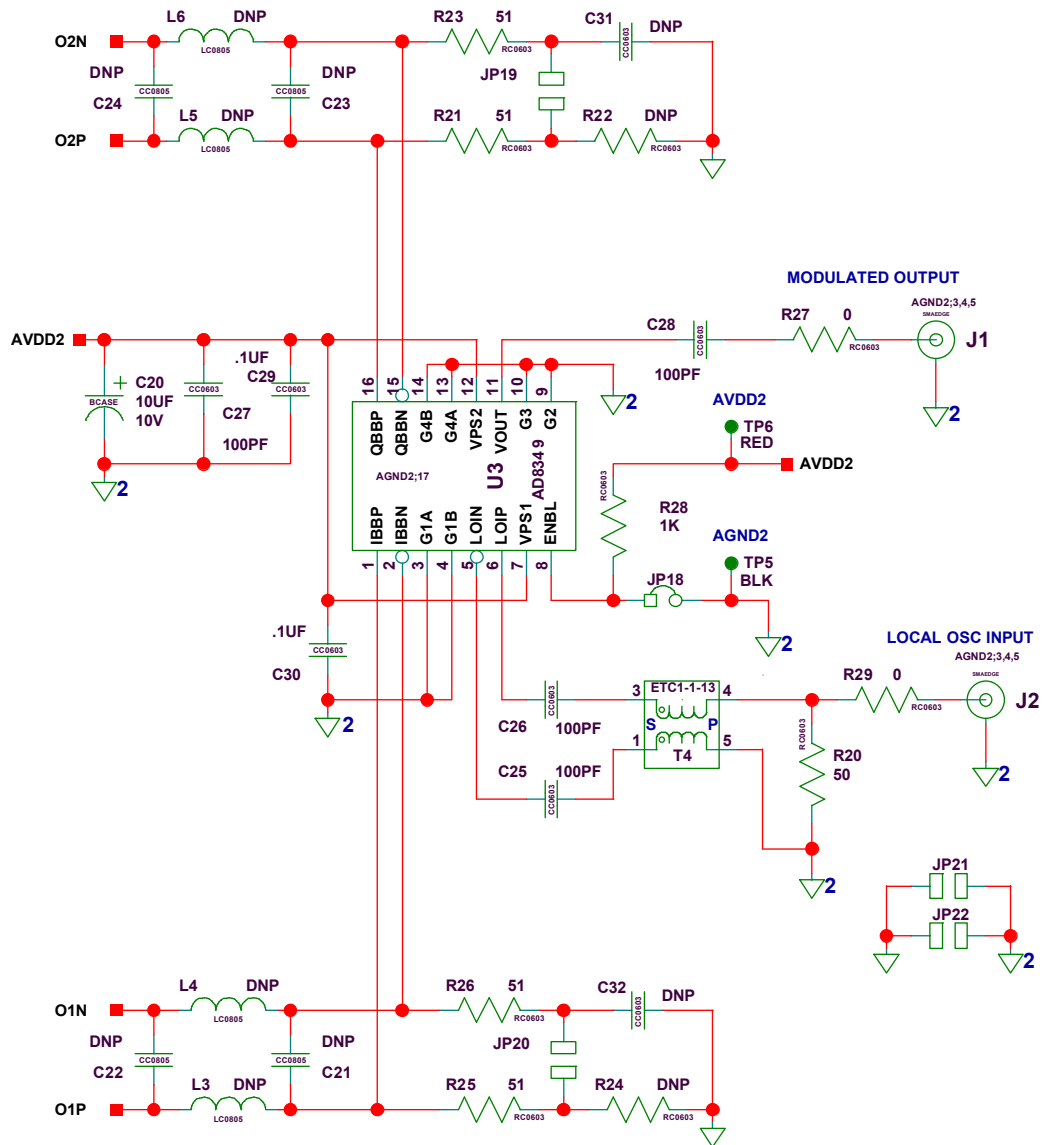 L6 DNP R23 51 C31 DNP
O2N
LC0805 RC0603 CC0603
DNP DNP JP19
CC0805 CC0805
C24 C23
L5 DNP R21 51 R22 DNP
O2P
LC0805 RC0603 RC0603
MODULATED OUTPUT
AGND2;3,4,5
SMAEDGE
R27 0
J1
RC0603
C28
CC0603
100PF
AVDD2
.1UF
C20 C29
10UF
10V
BCASE
CC0603 CC0603
C27
100PF
2
16 15 14 13 12 11 10 9
QBBP QBBN G4B G4A VPS2 VOUT G3 G2
AGND2;17
U3
AD8349
IBBP IBBN G1A G1B LOIN LOIP VPS1 ENBL
1 2 3 4 5 6 7 8
2
AVDD2
TP6
RED
AVDD2
RC0603
R28
1K
AGND2
TP5
BLK
JP18
2
.1UF
CC0603
C30
2
LOCAL OSC INPUT
AGND2;3,4,5
SMAEDGE
R29 0
J2
RC0603
2
3 ETC1-1-13 4
CC0603
C26 100PF
S P
1 5
T4
C25 100PF
CC0603
RC0603
R20
50
2
JP21
JP22
2
L4 DNP R26 51 C32 DNP
O1N
LC0805 RC0603 CC0603
DNP DNP JP20
CC0805 CC0805
C22 C21
L3 DNP R25 51 R24 DNP
O1P
LC0805 RC0603 RC0603